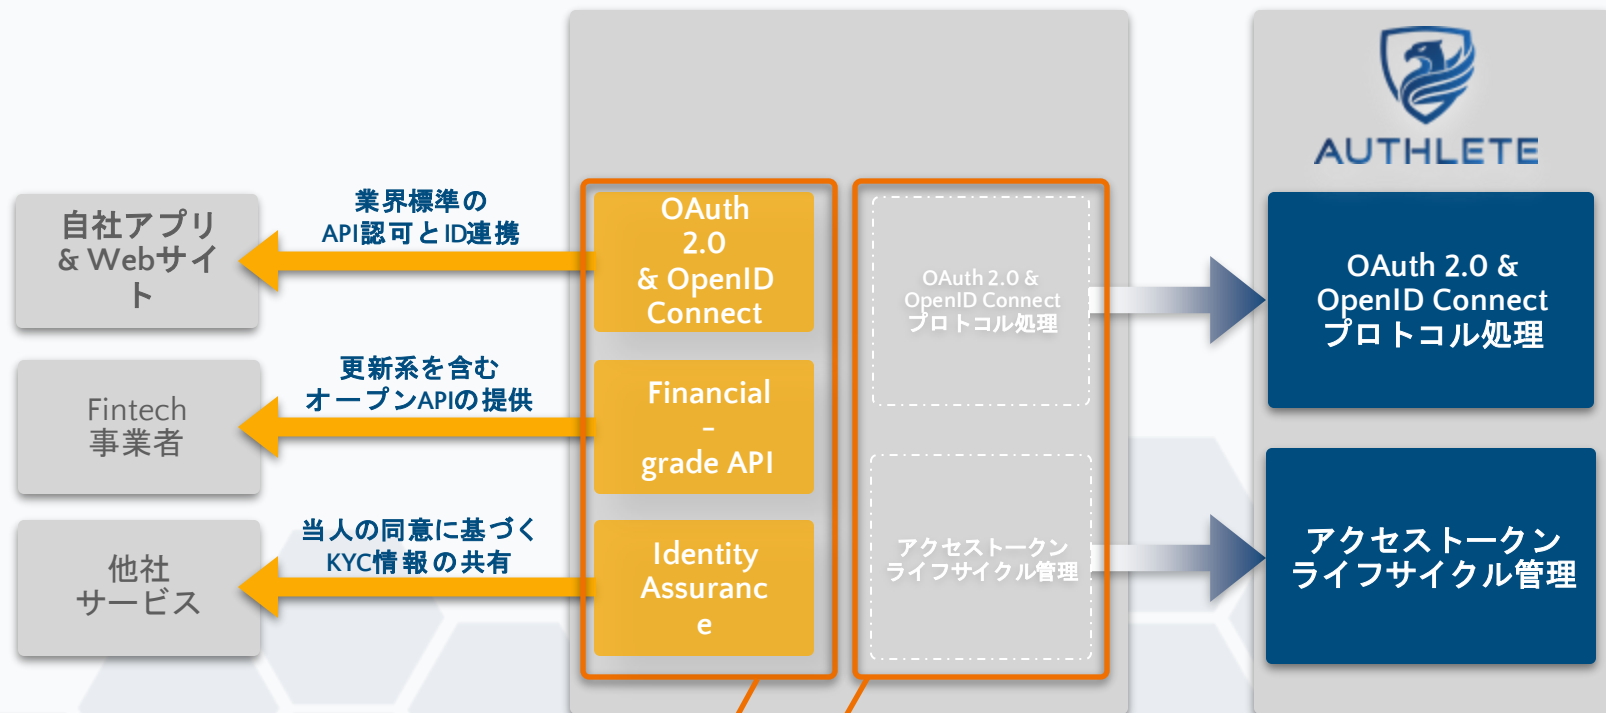 AUTHLETE
自社アプリ
& Webサイ
ト
業界標準の
API認可とID連携
OAuth
2.0
& OpenID
Connect
OAuth 2.0 &
OpenID Connect
プロトコル処理
OAuth 2.0 &
OpenID Connect
プロトコル処理
Fintech
事業者
更新系を含む
オープンAPIの提供
Financial
-
grade API
他社
サービス
当人の同意に基づく
KYC情報の共有
Identity
Assuranc
e
アクセストークン
ライフサイクル管理
アクセストークン
ライフサイクル管理